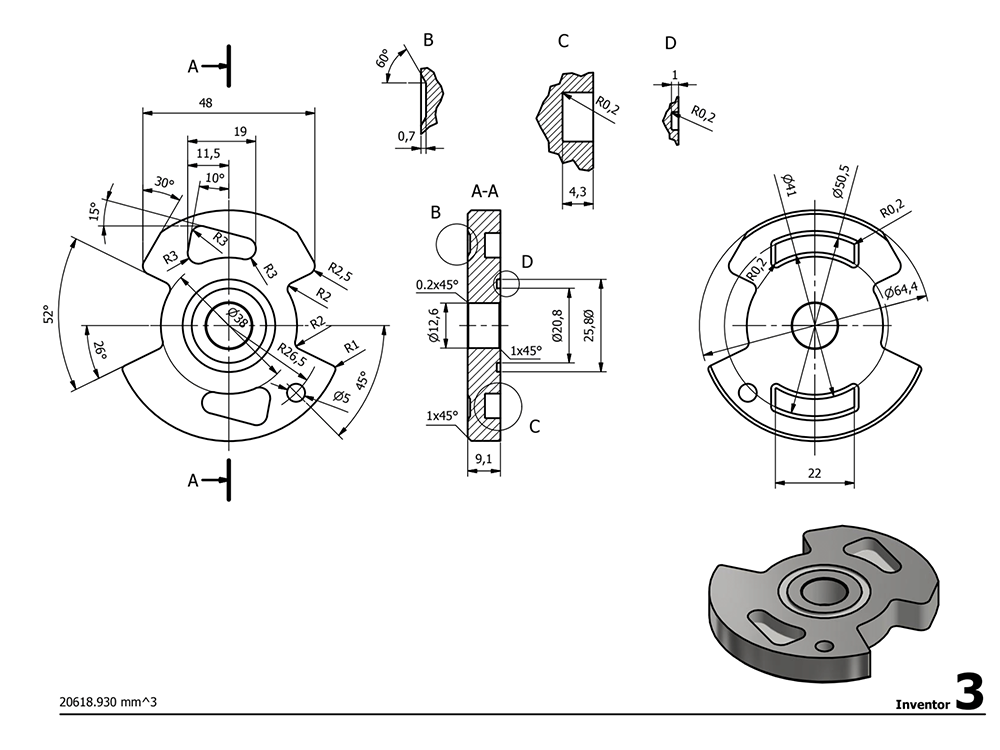 A
48
19
11,5
10°
30°
15°
R3
R3
R3
R2,5
R2
R2
R1
52°
26°
Ø38
R26,5
Ø5
45°
A
B
60°
0,7
C
R0,2
4,3
D
1
R0,2
A-A
B
D
0.2x45°
Ø12,6
Ø20,8
25,8Ø
1x45°
1x45°
C
9,1
Ø41
Ø50,5
R0,2
R0,2
Ø64,4
22
20618.930 mm^3
Inventor 3